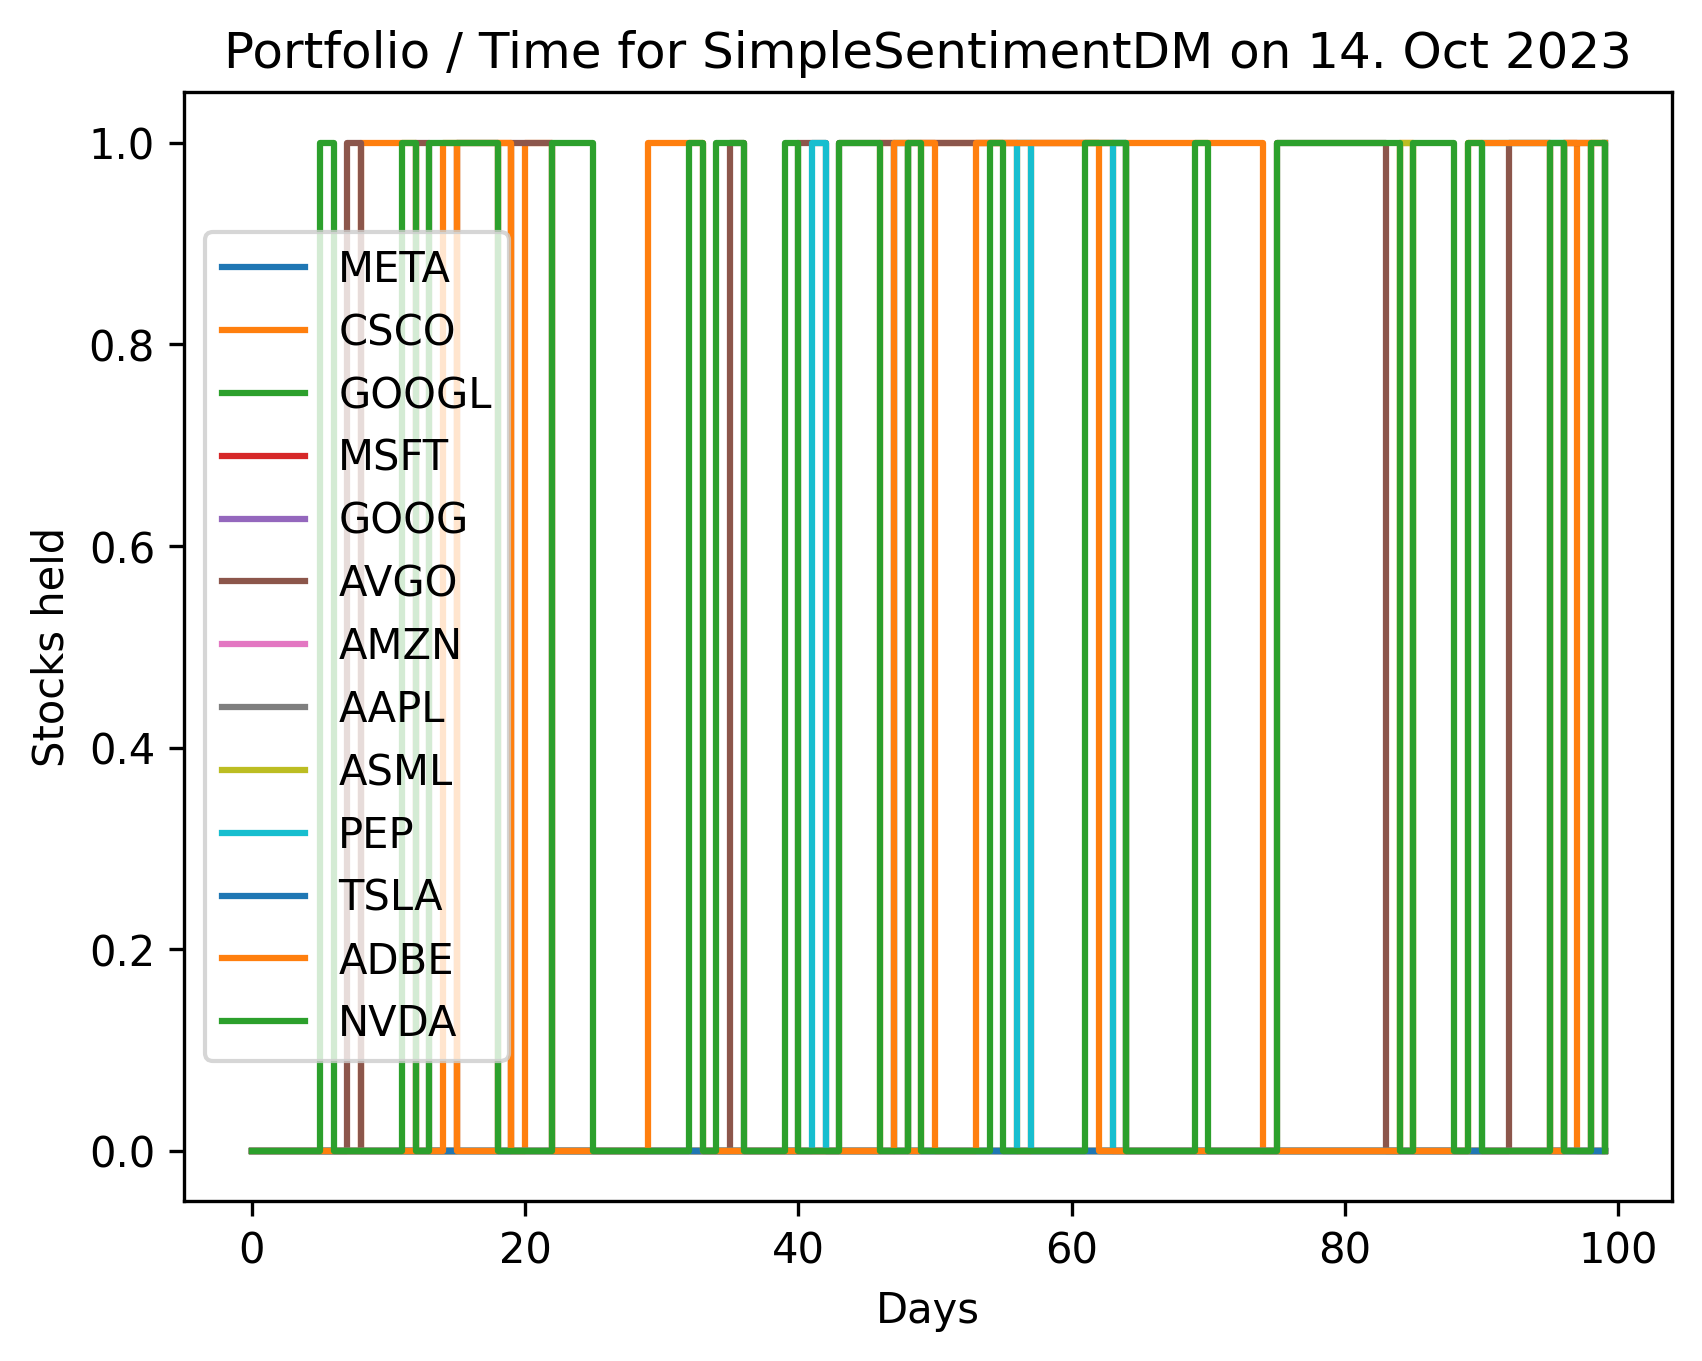 Portfolio / Time for SimpleSentimentDM on 14. Oct 2023
1.0
0.8
0.6
0.4
0.2
0.0
Stocks held
META
CSCO
GOOGL
MSFT
GOOG
AVGO
AMZN
AAPL
ASML
PEP
TSLA
ADBE
NVDA
0 20 40 60 80 100
Days